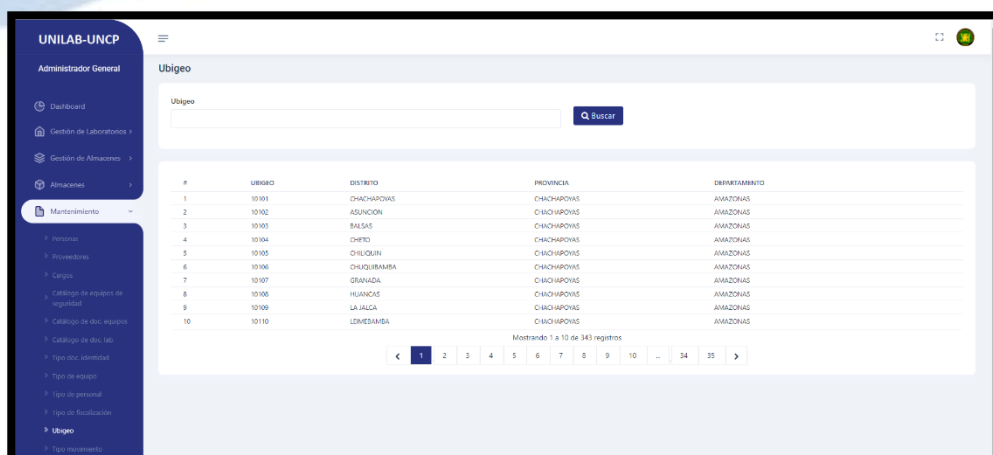 UNILAB-UNCP
Administrador General
Dashboard
Gestión de Laboratorios
Gestión de Almacenes
Almacenes
Mantenimiento
Personas
Proveedores
Cargos
Catálogo de equipos de
seguridad
Catálogo de doc. equipos
Catálogo de doc. lab.
Tipo doc. identidad
Tipo de equipo
Tipo de personal
Tipo de fiscalización
Ubigeo
Tipo movimiento
Ubigeo
Ubigeo
Buscar
# UBIGEO DISTRITO PROVINCIA DEPARTAMENTO
1 10101 CHACHAPOYAS CHACHAPOYAS AMAZONAS
2 10102 ASUNCION CHACHAPOYAS AMAZONAS
3 10103 BALSAS CHACHAPOYAS AMAZONAS
4 10104 CHETO CHACHAPOYAS AMAZONAS
5 10105 CHILIQUIN CHACHAPOYAS AMAZONAS
6 10106 CHUQUIBAMBA CHACHAPOYAS AMAZONAS
7 10107 GRANADA CHACHAPOYAS AMAZONAS
8 10108 HUANCAS CHACHAPOYAS AMAZONAS
9 10109 LA JALCA CHACHAPOYAS AMAZONAS
10 10110 LEIMEBAMBA CHACHAPOYAS AMAZONAS
Mostrando 1 a 10 de 343 registros
1 2 3 4 5 6 7 8 9 10 ... 34 35